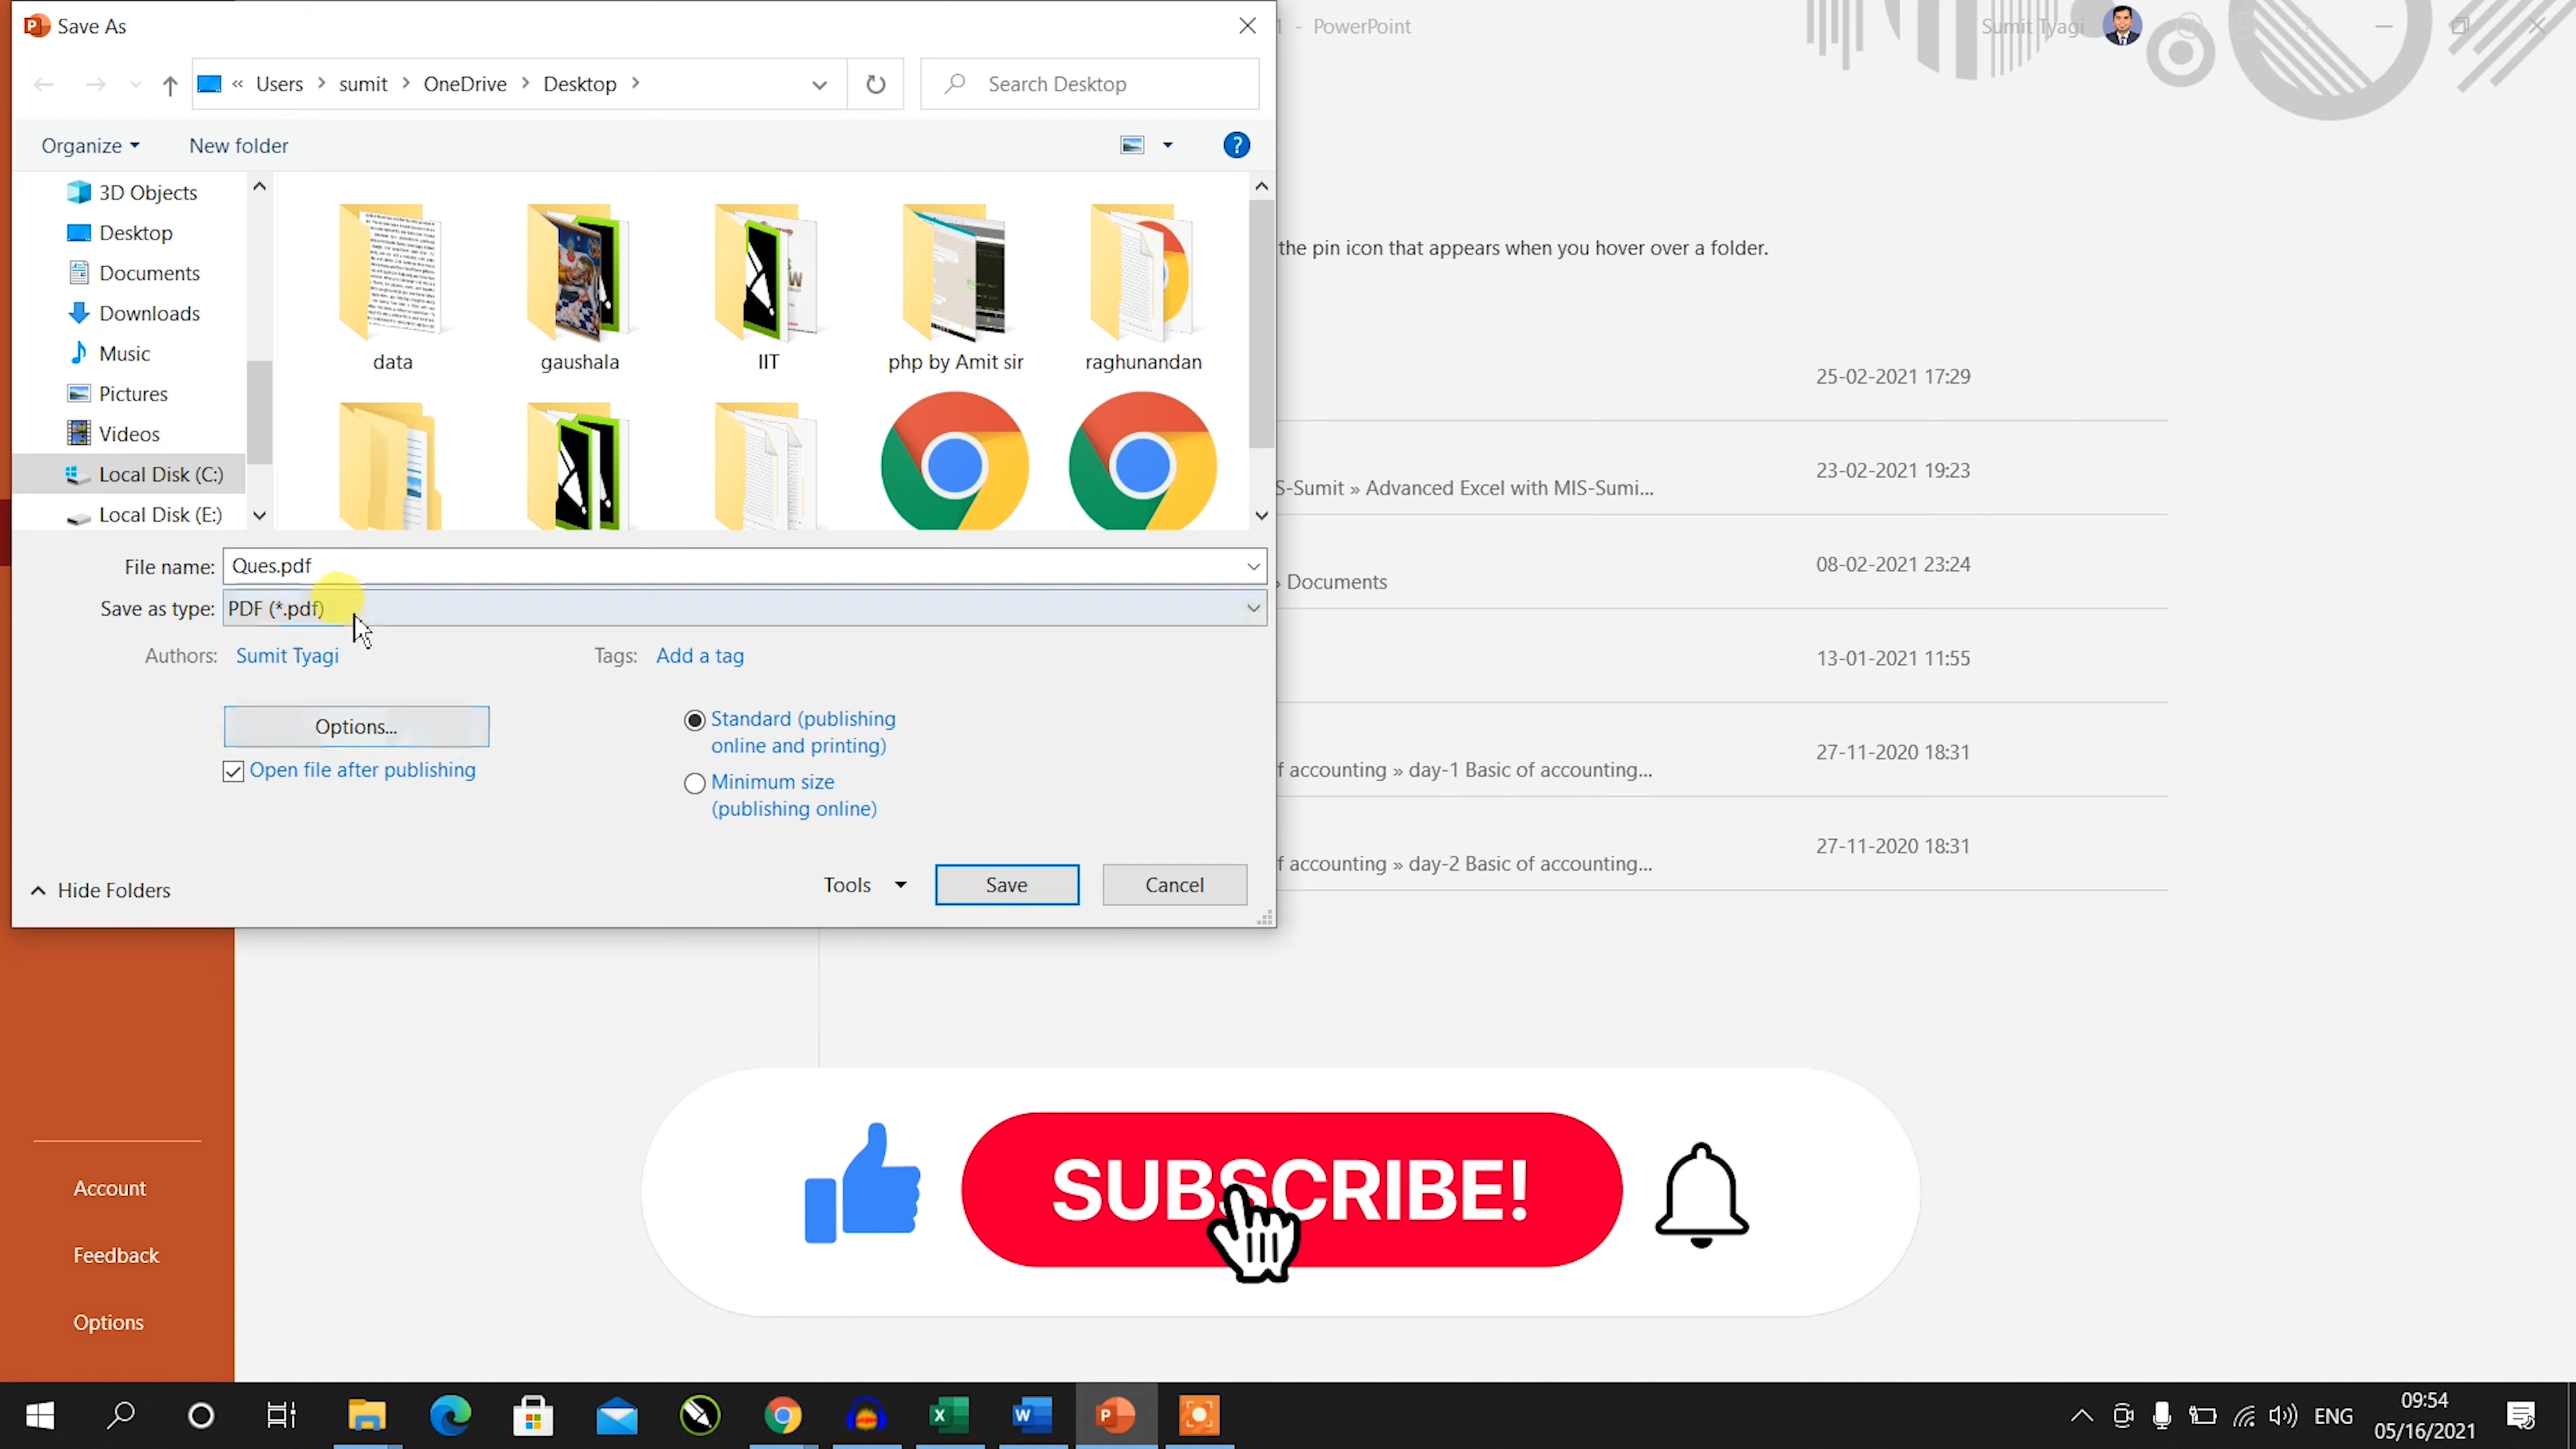 Save As
1 - PowerPoint
Sumit Tyagi
« Users > sumit > OneDrive > Desktop >
Search Desktop
Organize
New folder
?
3D Objects
Desktop
Documents
Downloads
Music
Pictures
Videos
Local Disk (C:)
Local Disk (E:)
data
gaushala
IIT
php by Amit sir
raghunandan
the pin icon that appears when you hover over a folder.
25-02-2021 17:29
23-02-2021 19:23
S-Sumit » Advanced Excel with MIS-Sumi...
08-02-2021 23:24
» Documents
13-01-2021 11:55
27-11-2020 18:31
f accounting » day-1 Basic of accounting...
27-11-2020 18:31
f accounting » day-2 Basic of accounting...
File name: Ques.pdf
Save as type: PDF (*.pdf)
Authors: Sumit Tyagi
Tags: Add a tag
Options...
Open file after publishing
Standard (publishing
online and printing)
Minimum size
(publishing online)
Hide Folders
Tools
Save
Cancel
SUBSCRIBE!
Account
Feedback
Options
ENG
09:54
05/16/2021